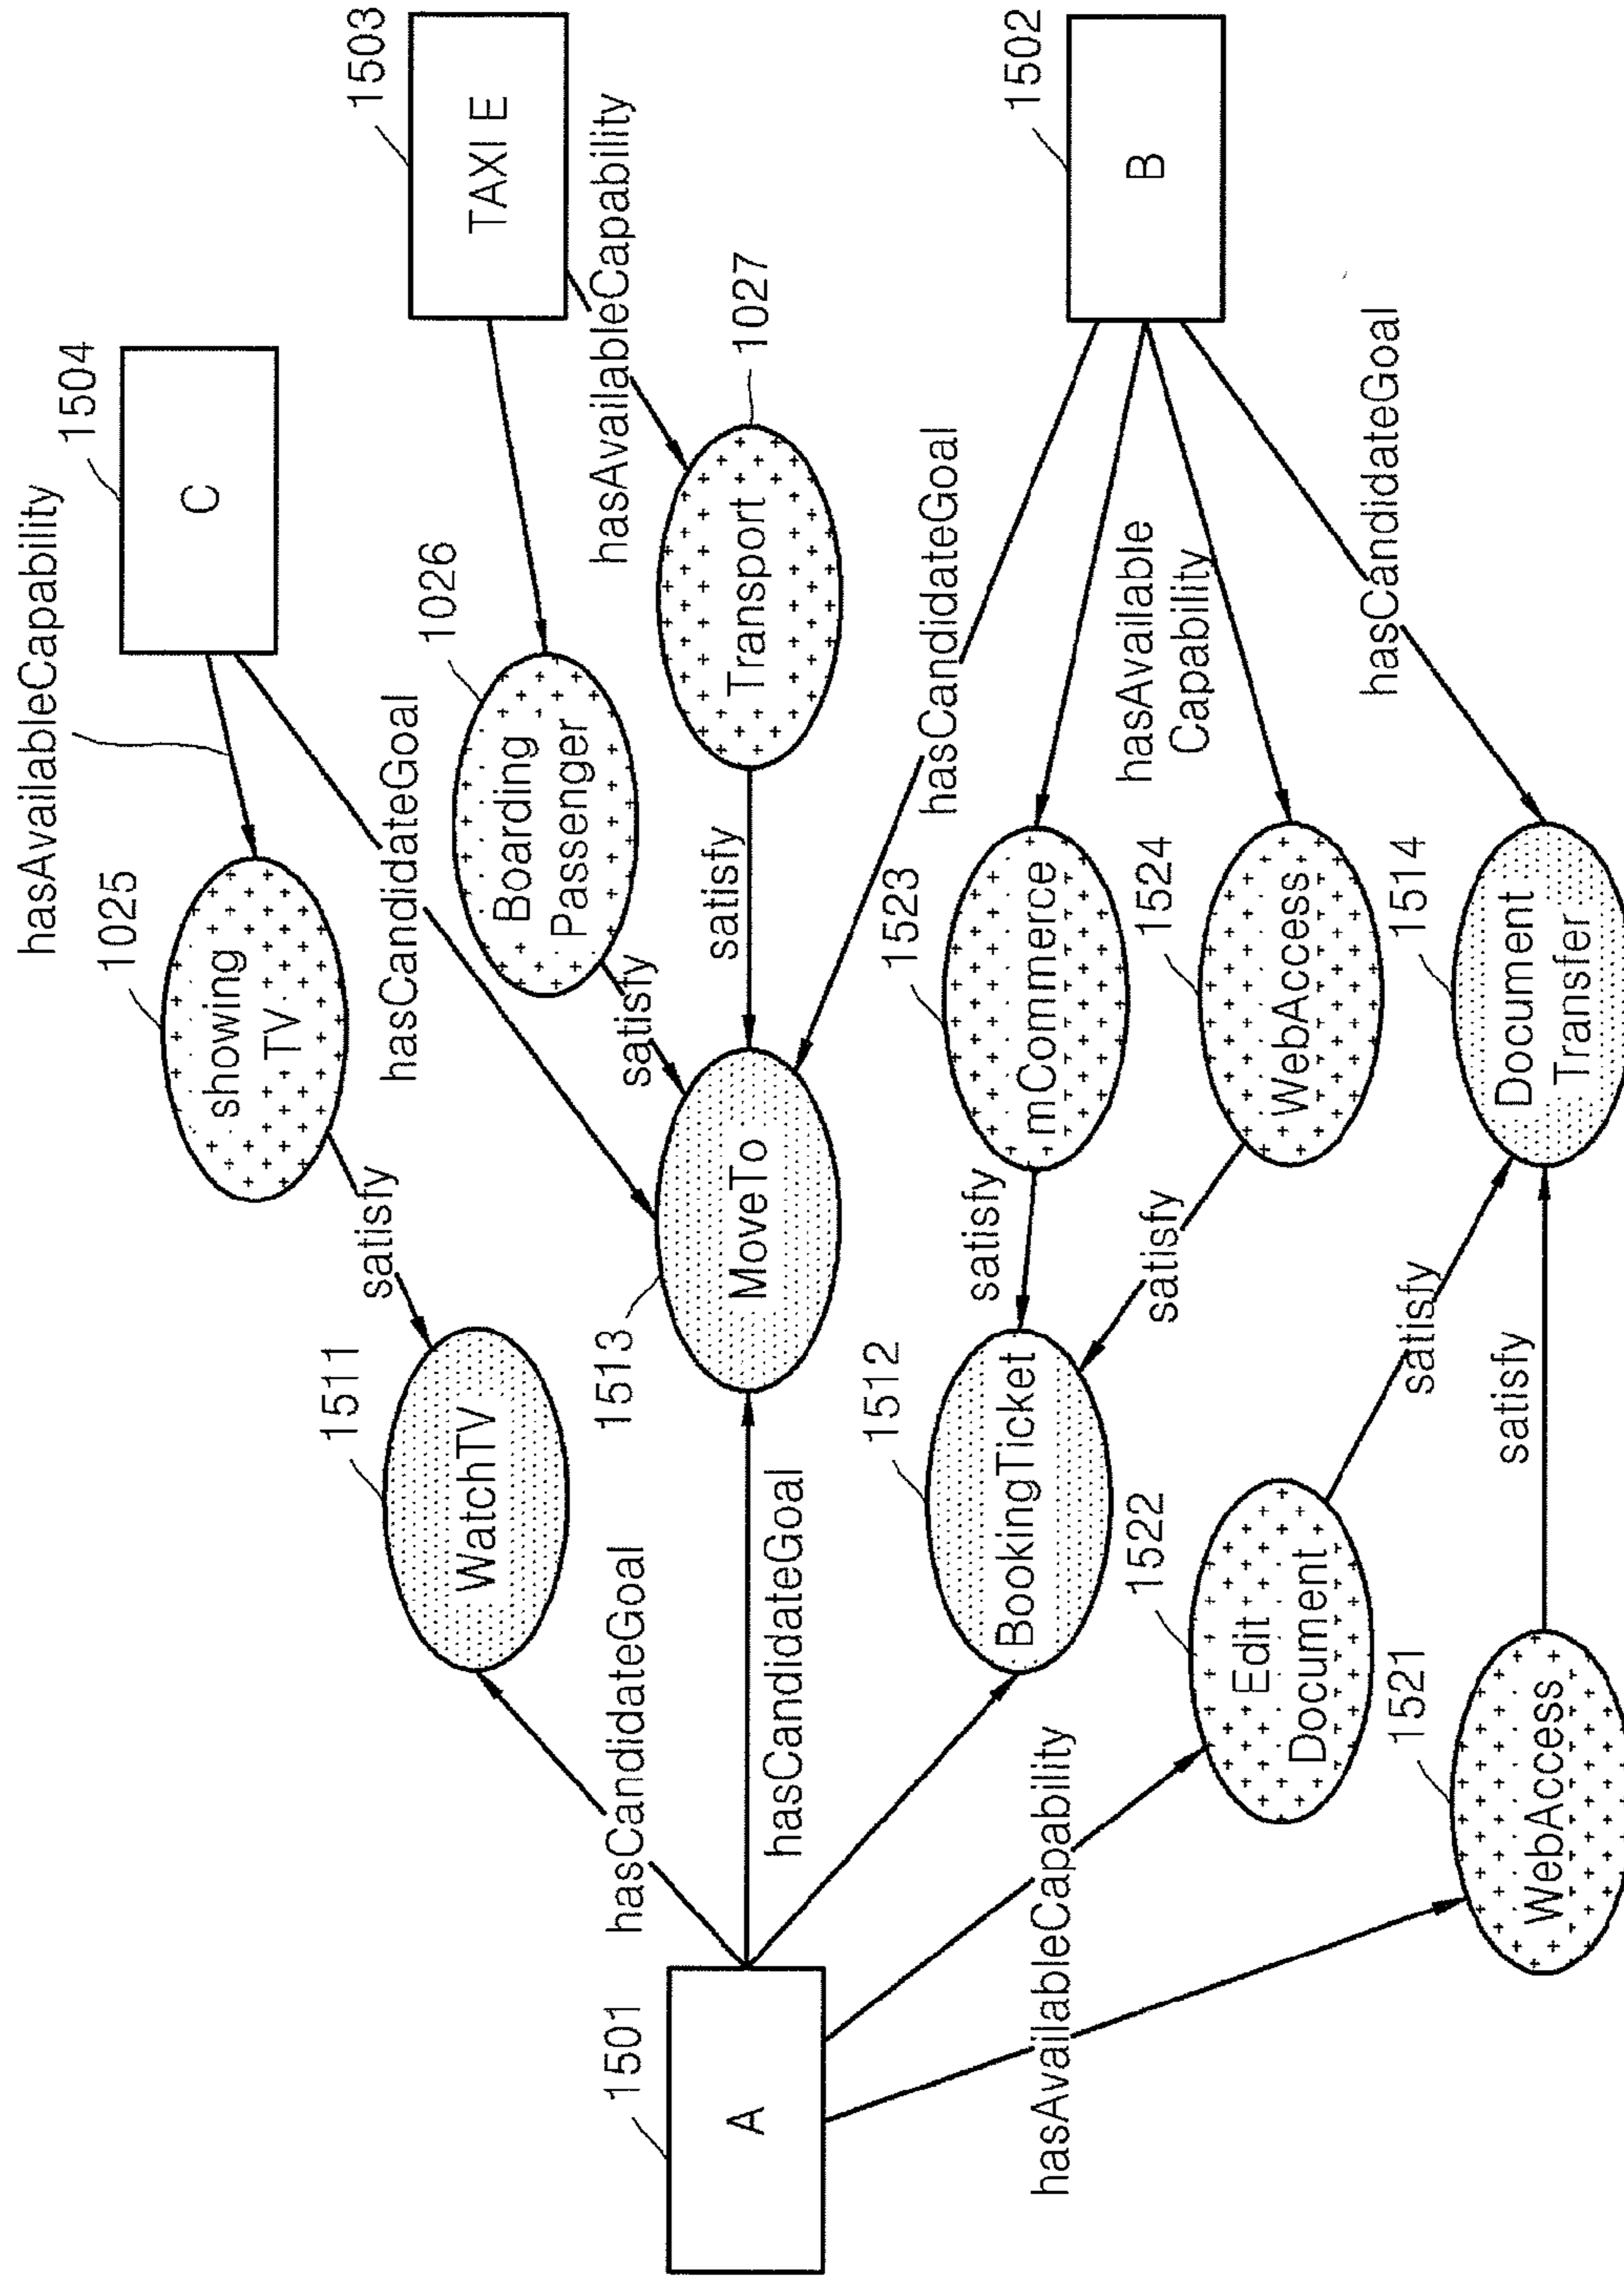 hasAvailableCapability
1504
C
1503
TAXI E
1025
showing
TV
hasCandidateGoal
1026
Boarding
Passenger
hasAvailableCapability
1027
Transport
satisfy
1511
WatchTV
satisfy
satisfy
1513
MoveTo
hasCandidateGoal
hasCandidateGoal
hasCandidateGoal
1501
A
1502
B
1523
mCommerce
hasAvailable
Capability
1524
WebAccess
satisfy
satisfy
1512
BookingTicket
hasCandidateGoal
1514
Document
Transfer
1522
Edit
Document
satisfy
hasAvailableCapability
1521
WebAccess
satisfy